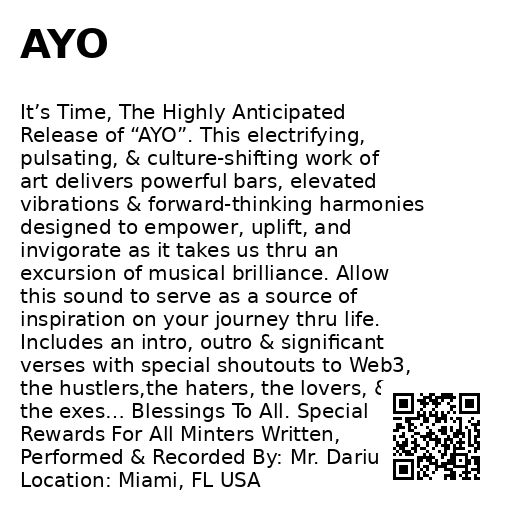 AYO
It’s Time, The Highly Anticipated
Release of “AYO”. This electrifying,
pulsating, & culture-shifting work of
art delivers powerful bars, elevated
vibrations & forward-thinking harmonies
designed to empower, uplift, and
invigorate as it takes us thru an
excursion of musical brilliance. Allow
this sound to serve as a source of
inspiration on your journey thru life.
Includes an intro, outro & significant
verses with special shoutouts to Web3,
the hustlers,the haters, the lovers, &
the exes... Blessings To All. Special
Rewards For All Minters Written,
Performed & Recorded By: Mr. Dariu
Location: Miami, FL USA